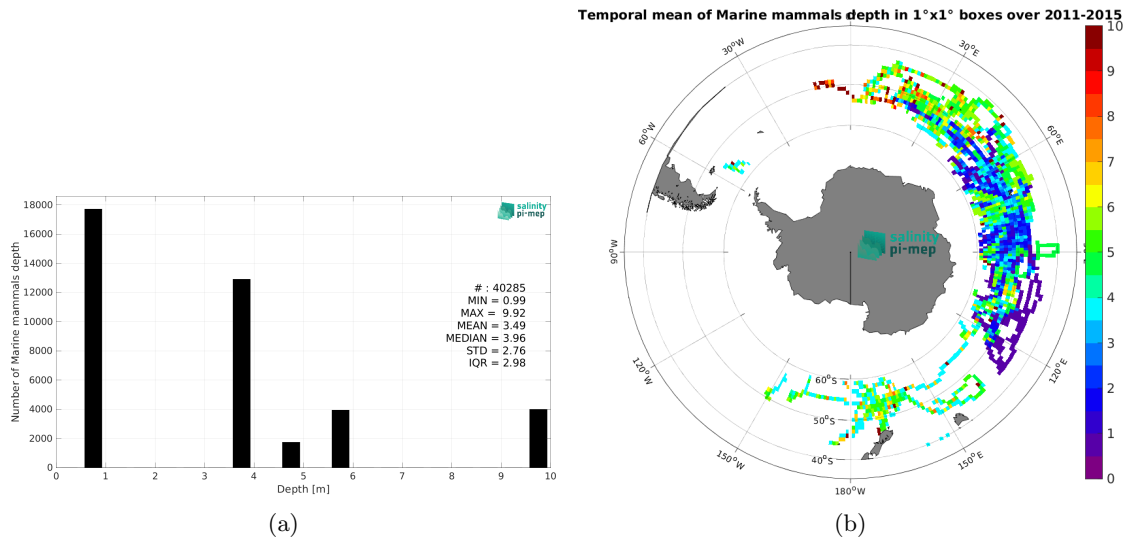 salinity
pi-mep
18000
16000
14000
12000
10000
8000
6000
4000
2000
0
Number of Marine mammals depth
# : 40285
MIN = 0.99
MAX = 9.92
MEAN = 3.49
MEDIAN = 3.96
STD = 2.76
IQR = 2.98
0 1 2 3 4 5 6 7 8 9 10
Depth [m]
(a)
Temporal mean of Marine mammals depth in 1°x1° boxes over 2011-2015
30°W
30°E
60°W
60°E
90°W
120°W
120°E
150°W
150°E
180°W
60°S
50°S
40°S
salinity
pi-mep
10
9
8
7
6
5
4
3
2
1
0
(b)